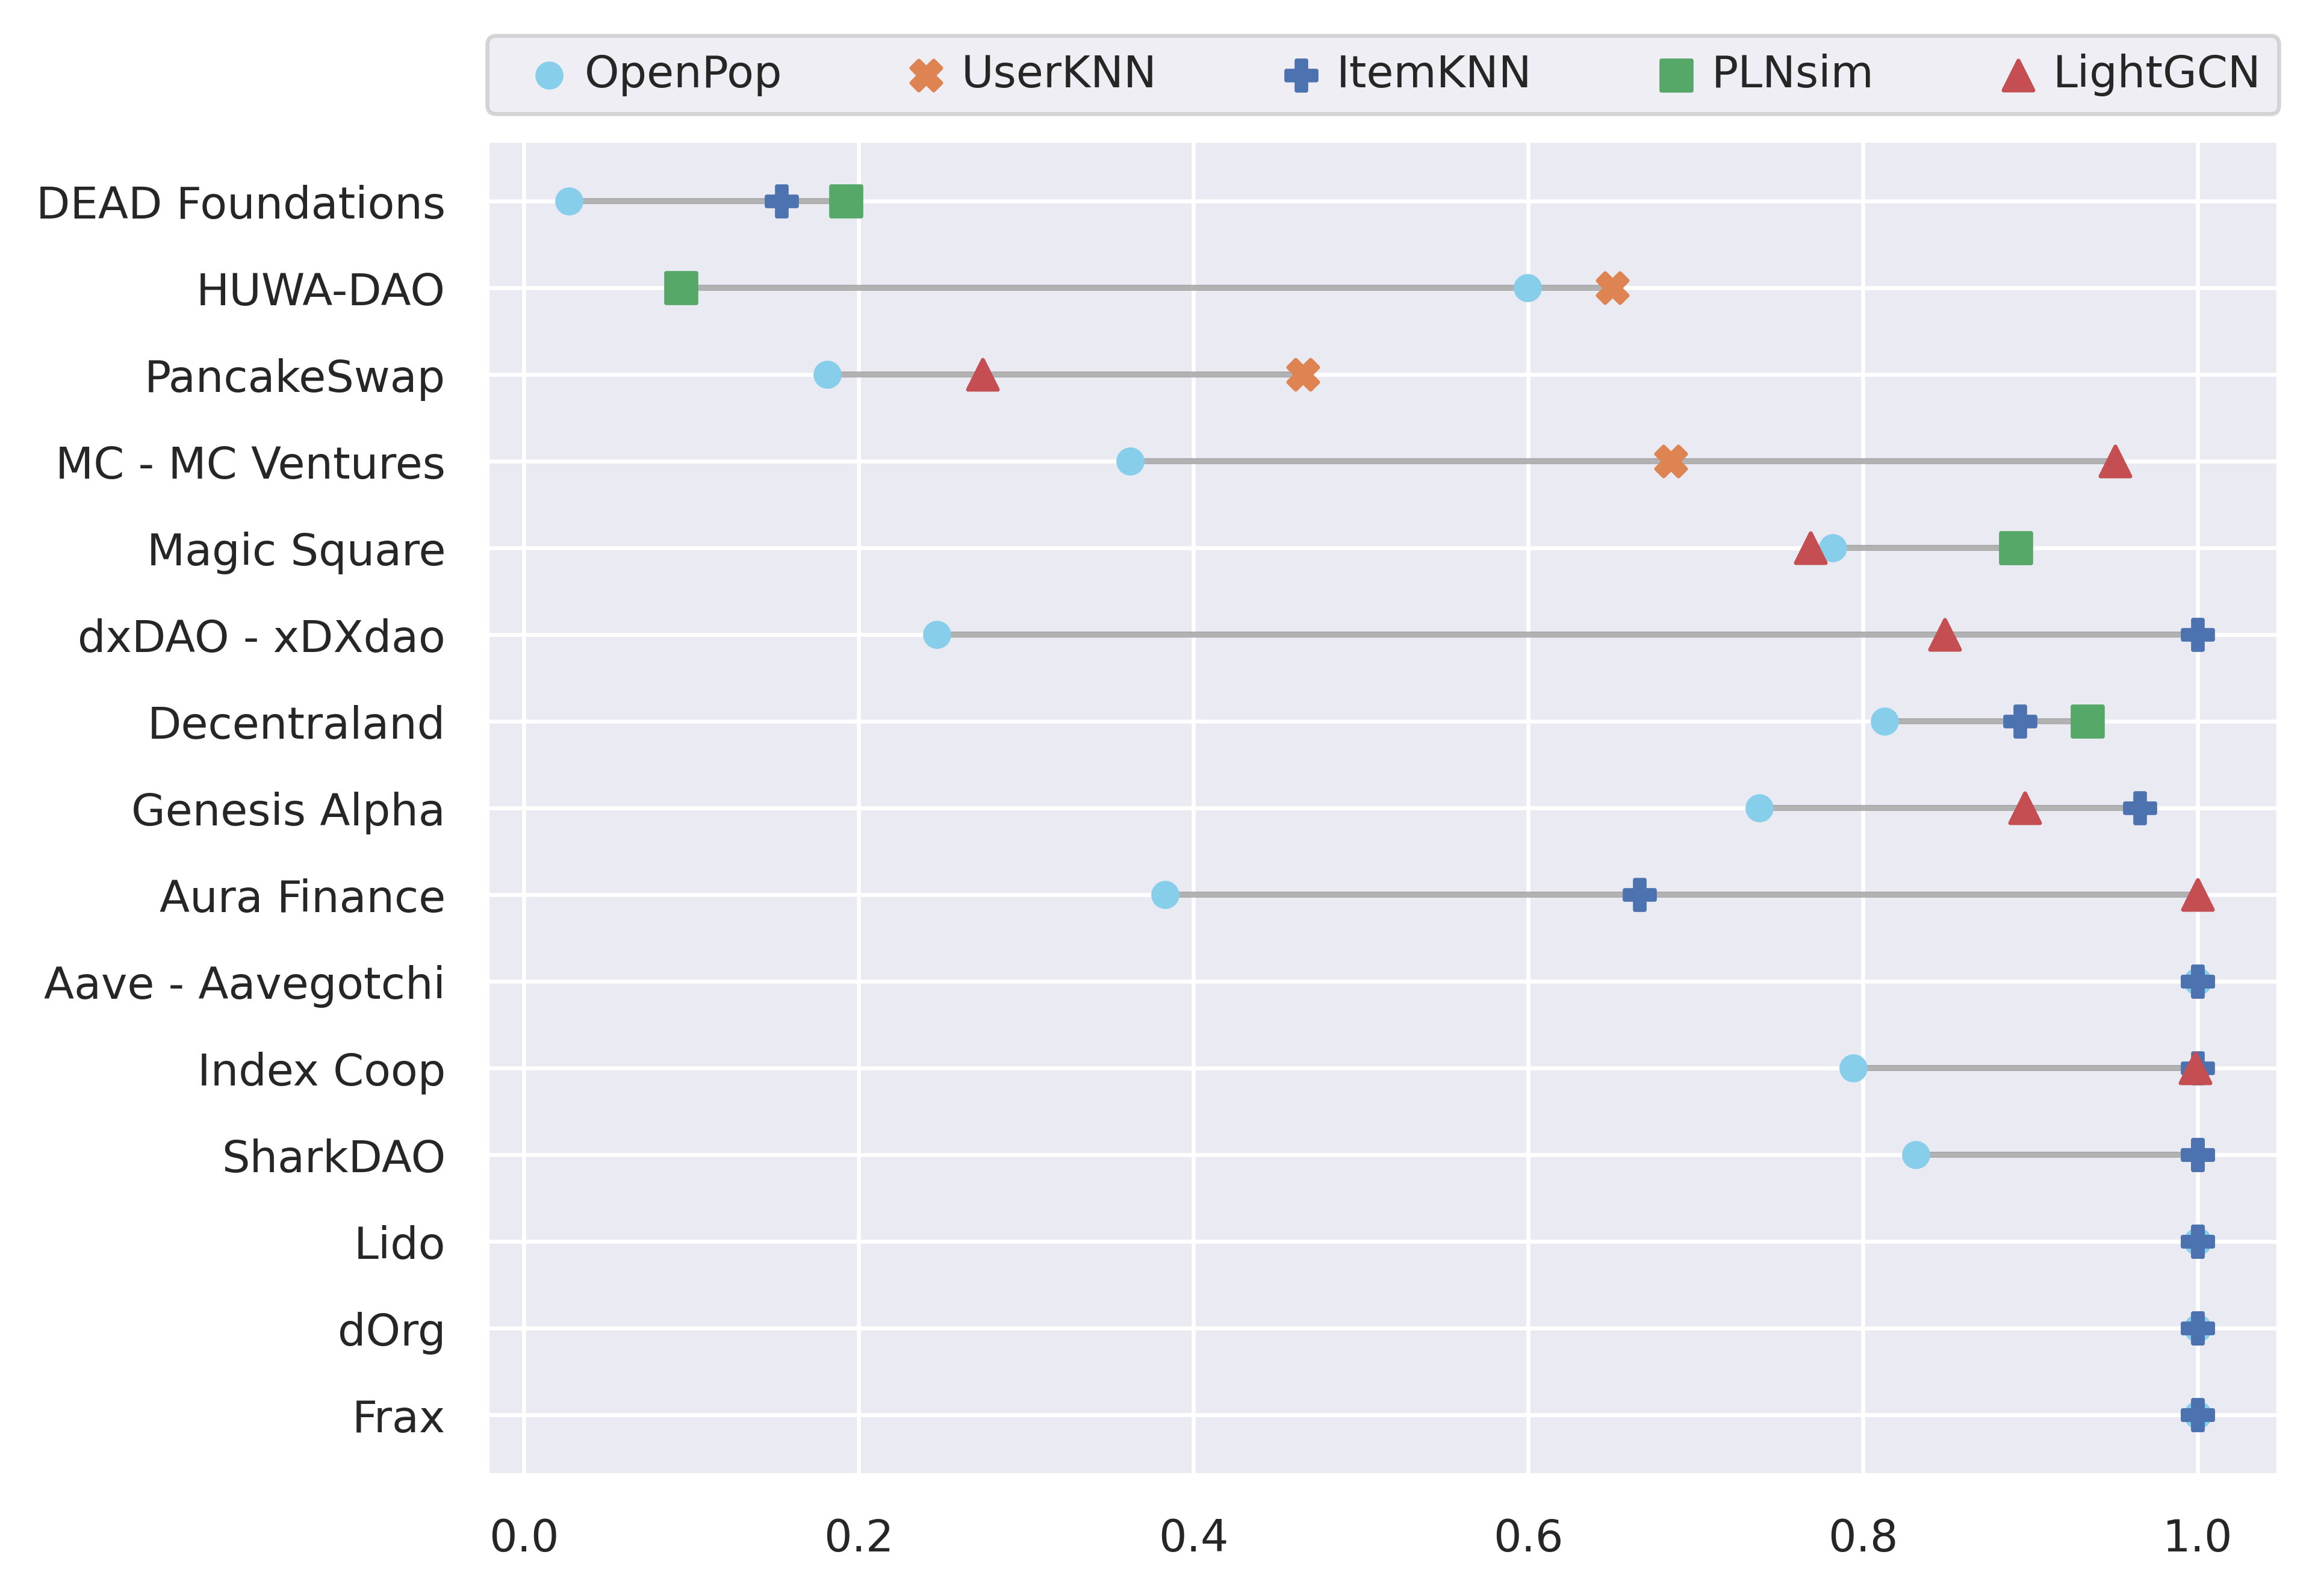 OpenPop UserKNN ItemKNN PLNsim LightGCN
DEAD Foundations
HUWA-DAO
PancakeSwap
MC - MC Ventures
Magic Square
dxDAO - xDXdao
Decentraland
Genesis Alpha
Aura Finance
Aave - Aavegotchi
Index Coop
SharkDAO
Lido
dOrg
Frax
0.0 0.2 0.4 0.6 0.8 1.0